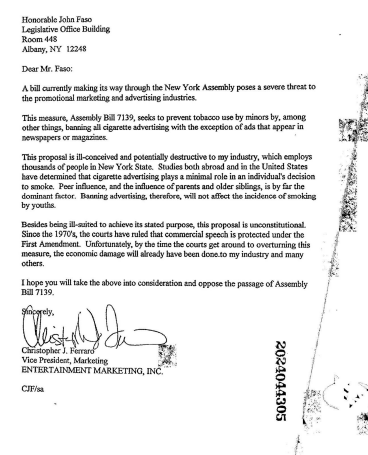 Honorable John Faso
Legislative Office Building
Room 448
Albany, NY 12248
Dear Mr. Faso:
A bill currently making its way through the New York Assembly poses a severe threat to
the promotional marketing and advertising industries.
This measure, Assembly Bill 7139, seeks to prevent tobacco use by minors by, among
other things, banning all cigarette advertising with the exception of ads that appear in
newspapers or magazines.
This proposal is ill-conceived and potentially destructive to my industry, which employs
thousands of people in New York State. Studies both abroad and in the United States
have determined that cigarette advertising plays a minimal role in an individual's decision
to smoke. Peer influence, and the influence of parents and older siblings, is by far the
dominant factor. Banning advertising, therefore, will not affect the incidence of smoking
by youths.
Besides being ill-suited to achieve its stated purpose, this proposal is unconstitutional.
Since the 1970's, the courts have ruled that commercial speech is protected under the
First Amendment. Unfortunately, by the time the courts get around to overturning this
measure, the economic damage will already have been done.to my industry and many
others.
I hope you will take the above into consideration and oppose the passage of Assembly
Bill 7139.
Sincerely,
Christopher J. Ferraro
Vice President, Marketing
ENTERTAINMENT MARKETING, INC.
CJF/sa
2024044305